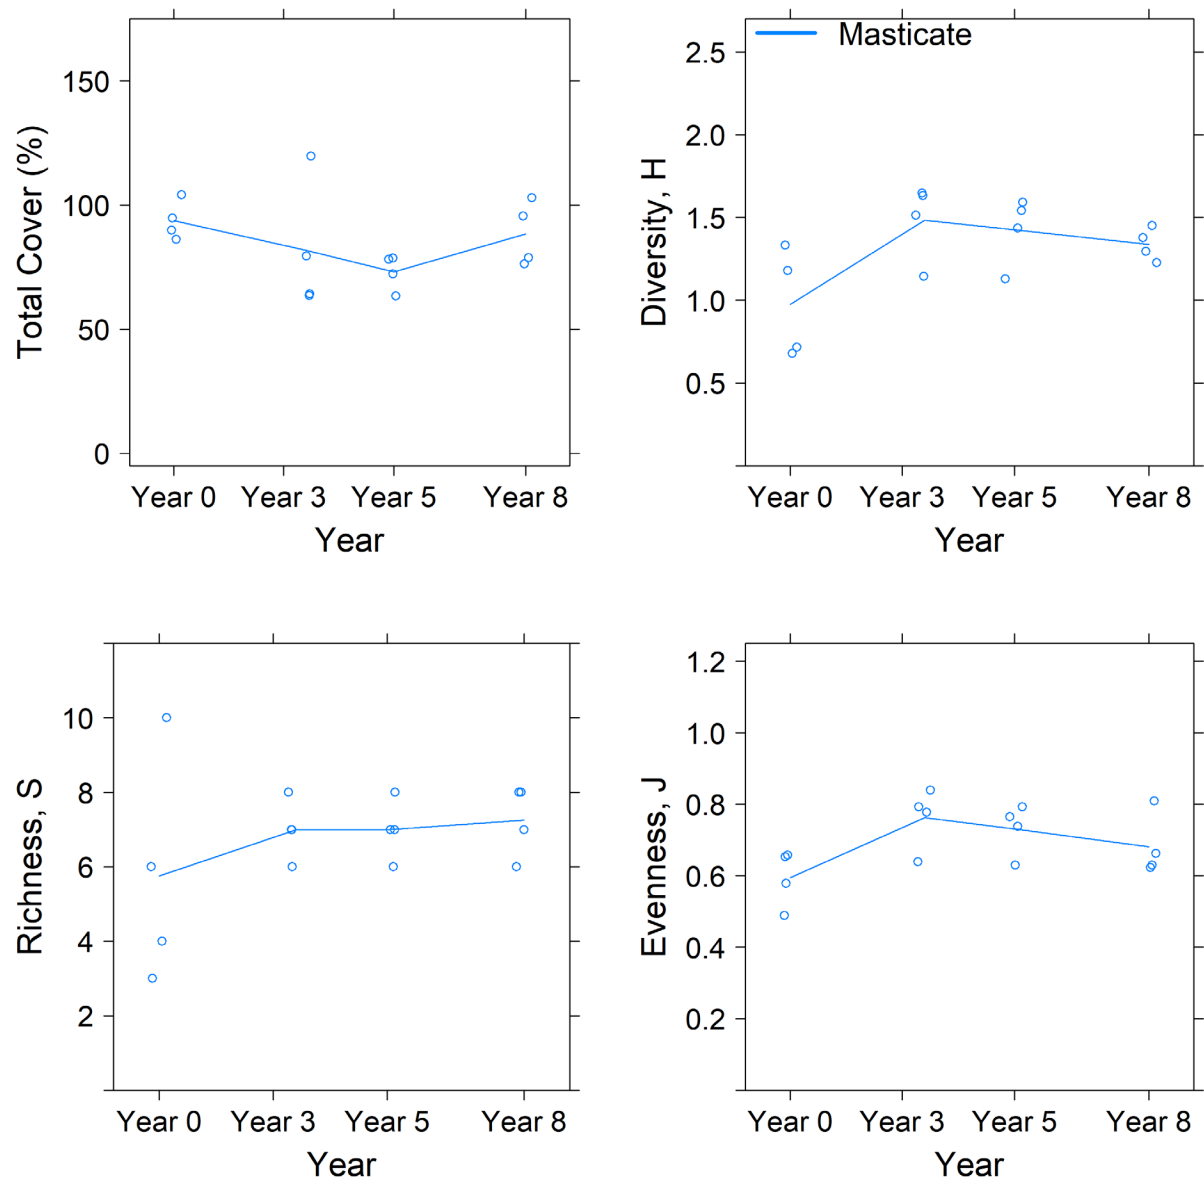 Total Cover (%)
150
100
50
0
Year 0 Year 3 Year 5 Year 8
Year
Masticate
Diversity, H
2.5
2.0
1.5
1.0
0.5
Year 0 Year 3 Year 5 Year 8
Year
Richness, S
10
8
6
4
2
Year 0 Year 3 Year 5 Year 8
Year
Evenness, J
1.2
1.0
0.8
0.6
0.4
0.2
Year 0 Year 3 Year 5 Year 8
Year